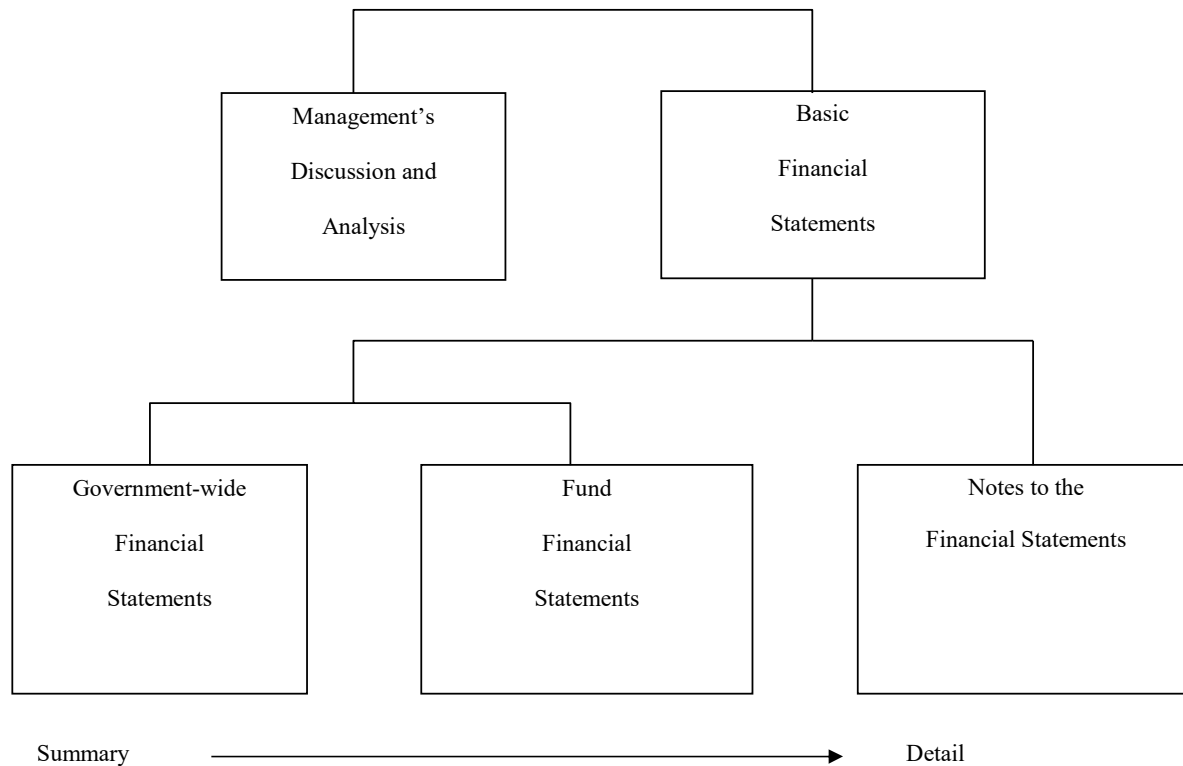 Management’s
Discussion and
Analysis
Basic
Financial
Statements
Government-wide
Financial
Statements
Fund
Financial
Statements
Notes to the
Financial Statements
Summary
Detail